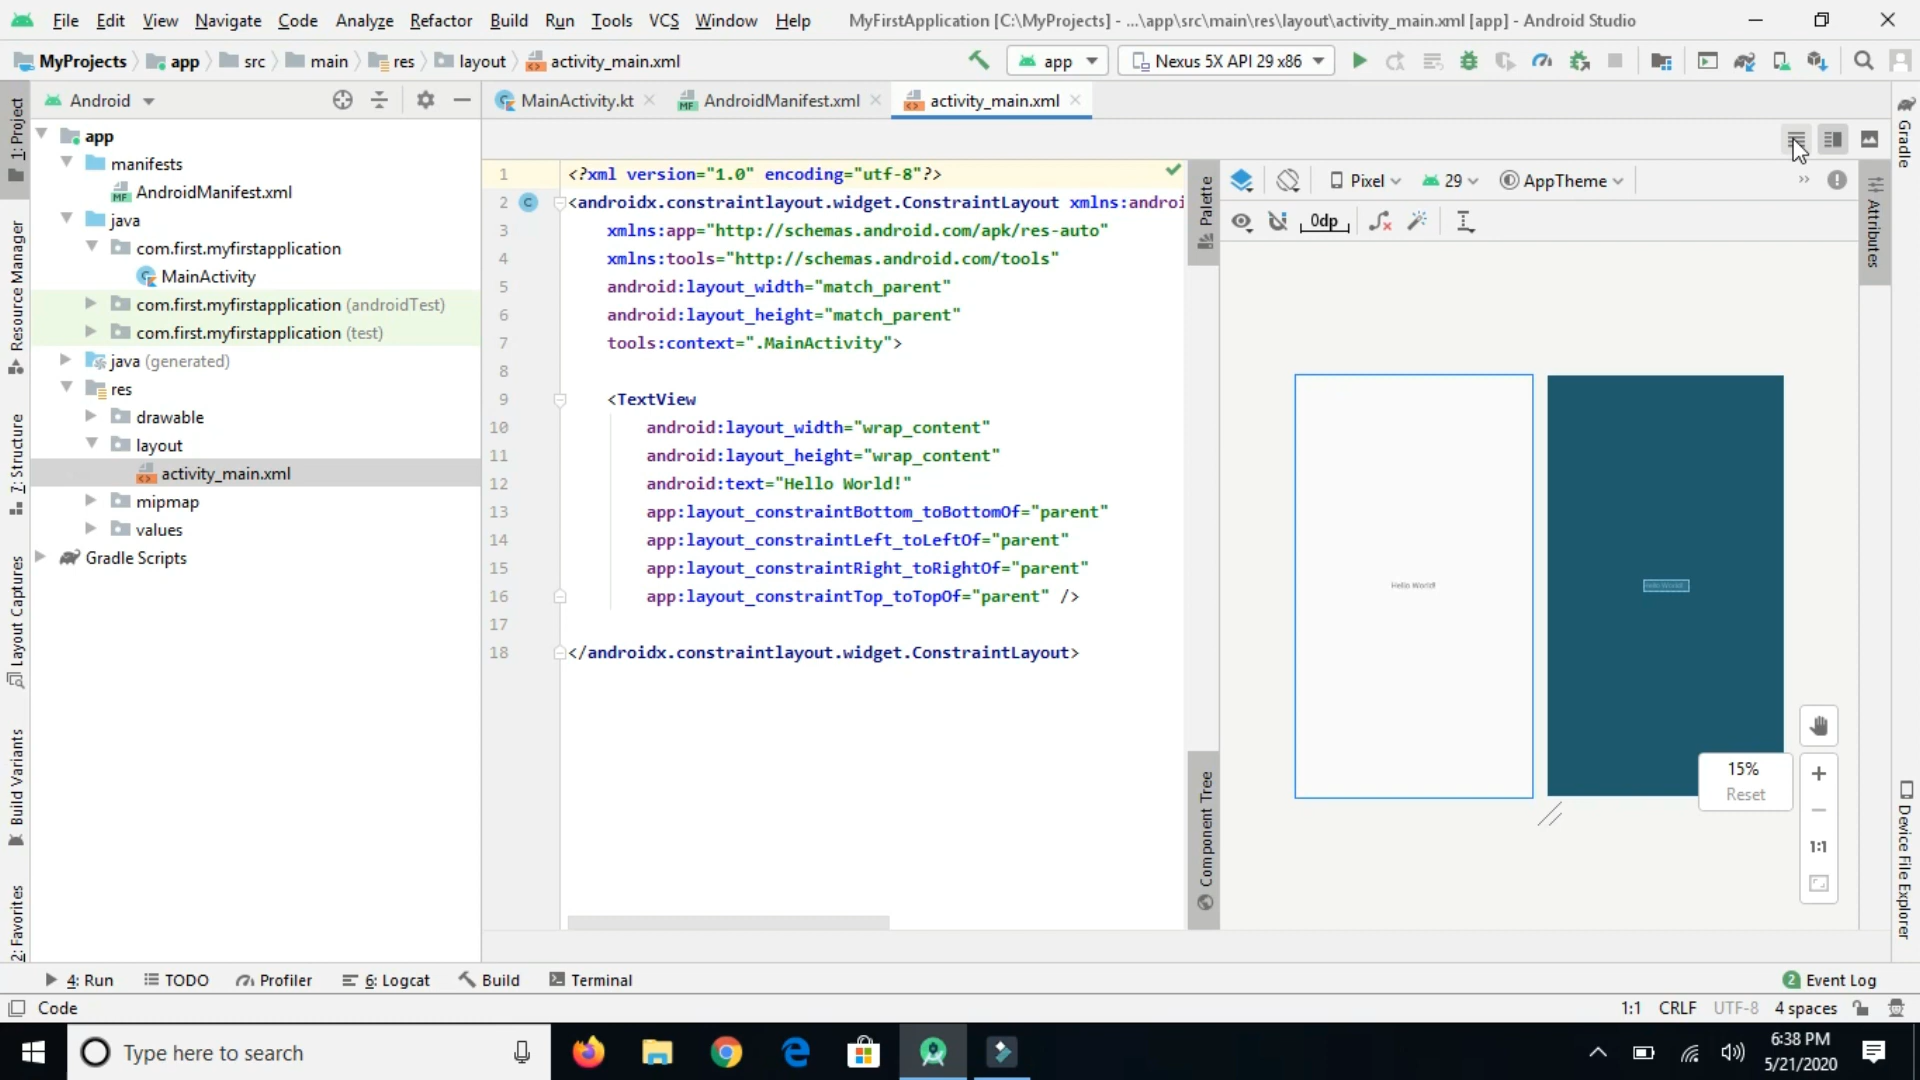 File Edit View Navigate Code Analyze Refactor Build Run Tools VCS Window Help MyFirstApplication [C:\MyProjects] - ...\app\src\main\res\layout\activity_main.xml [app] - Android Studio
MyProjects app src main res layout activity_main.xml app Nexus 5X API 29 x86
Android
MainActivity.kt AndroidManifest.xml activity_main.xml
1: Project
Resource Manager
7: Structure
Layout Captures
Build Variants
2: Favorites
app
manifests
AndroidManifest.xml
java
com.first.myfirstapplication
MainActivity
com.first.myfirstapplication (androidTest)
com.first.myfirstapplication (test)
java (generated)
res
drawable
layout
activity_main.xml
mipmap
values
Gradle Scripts
1 <?xml version="1.0" encoding="utf-8"?>
2 <androidx.constraintlayout.widget.ConstraintLayout xmlns:androi
3 xmlns:app="http://schemas.android.com/apk/res-auto"
4 xmlns:tools="http://schemas.android.com/tools"
5 android:layout_width="match_parent"
6 android:layout_height="match_parent"
7 tools:context=".MainActivity">
8
9 <TextView
10 android:layout_width="wrap_content"
11 android:layout_height="wrap_content"
12 android:text="Hello World!"
13 app:layout_constraintBottom_toBottomOf="parent"
14 app:layout_constraintLeft_toLeftOf="parent"
15 app:layout_constraintRight_toRightOf="parent"
16 app:layout_constraintTop_toTopOf="parent" />
17
18 </androidx.constraintlayout.widget.ConstraintLayout>
Palette
Component Tree
Pixel 29 AppTheme
0dp
Hello World!
Hello World!
15%
Reset
1:1
Attributes
Gradle
Device File Explorer
4: Run TODO Profiler 6: Logcat Build Terminal 2 Event Log
Code 1:1 CRLF UTF-8 4 spaces
Type here to search
6:38 PM
5/21/2020